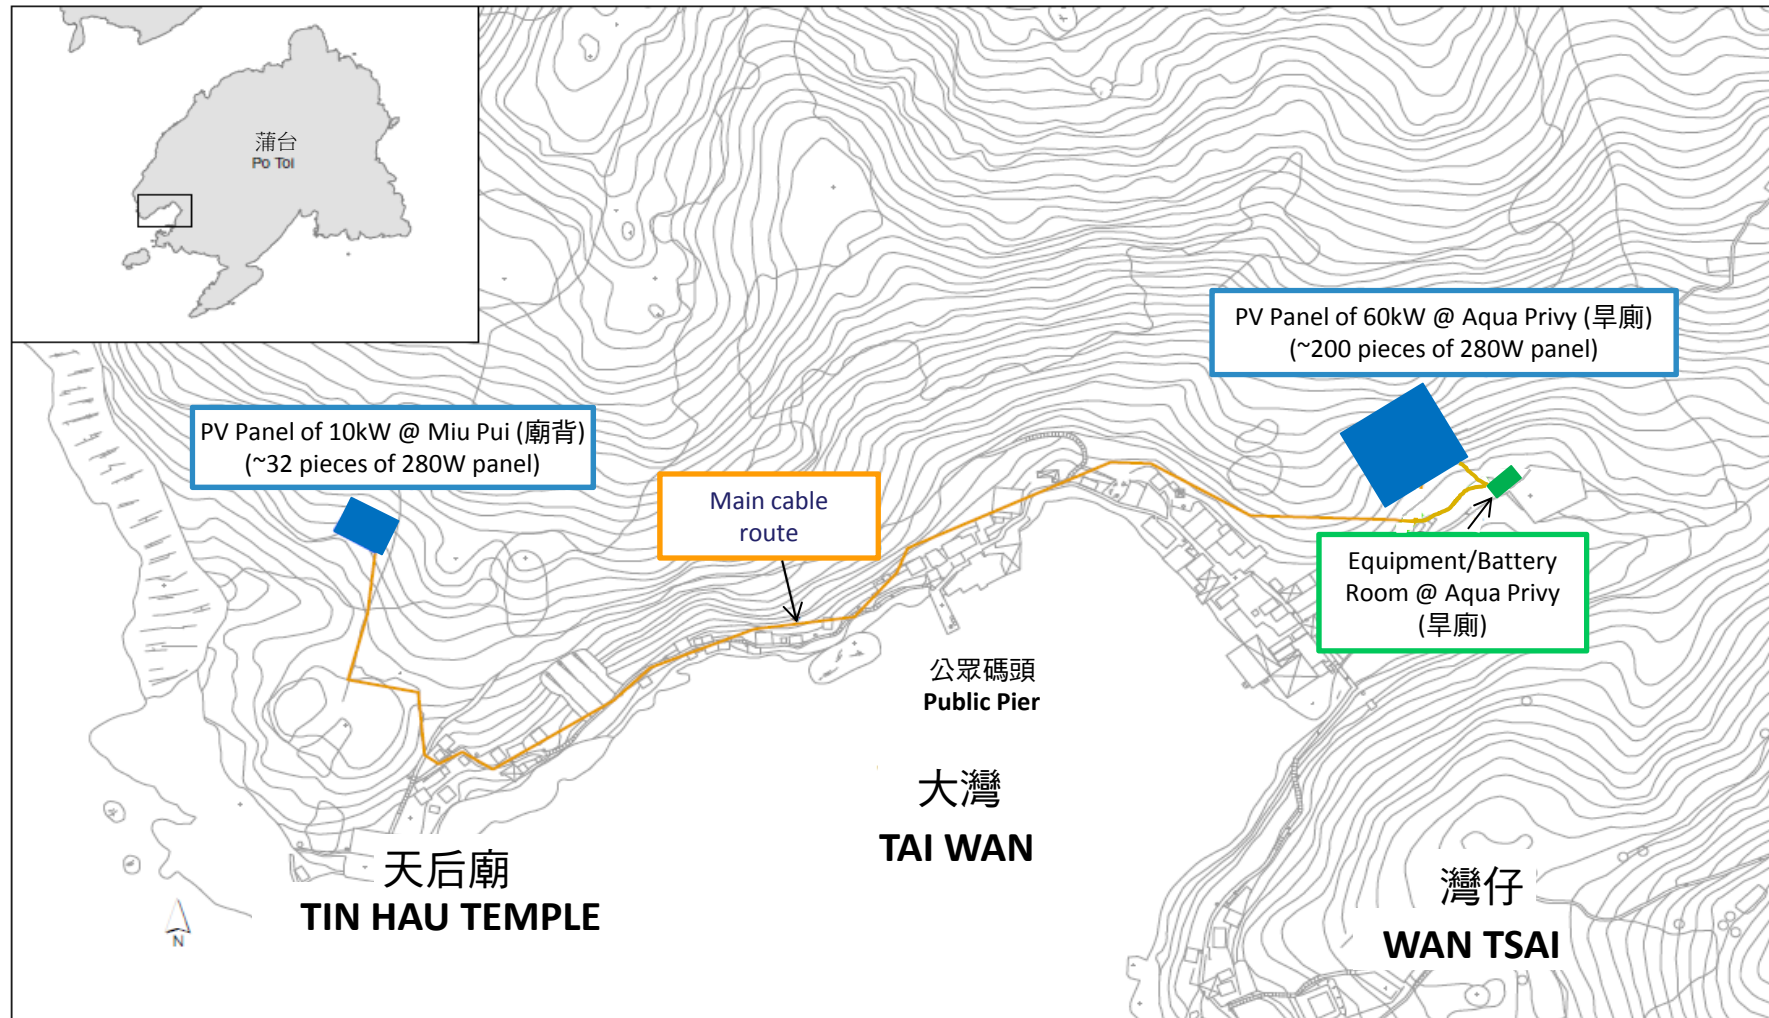 蒲台
Po Toi
PV Panel of 60kW @ Aqua Privy (旱廁)
(~200 pieces of 280W panel)
PV Panel of 10kW @ Miu Pui (廟背)
(~32 pieces of 280W panel)
Main cable
route
Equipment/Battery
Room @ Aqua Privy
(旱廁)
公眾碼頭
Public Pier
大灣
TAI WAN
天后廟
TIN HAU TEMPLE
灣仔
WAN TSAI
N